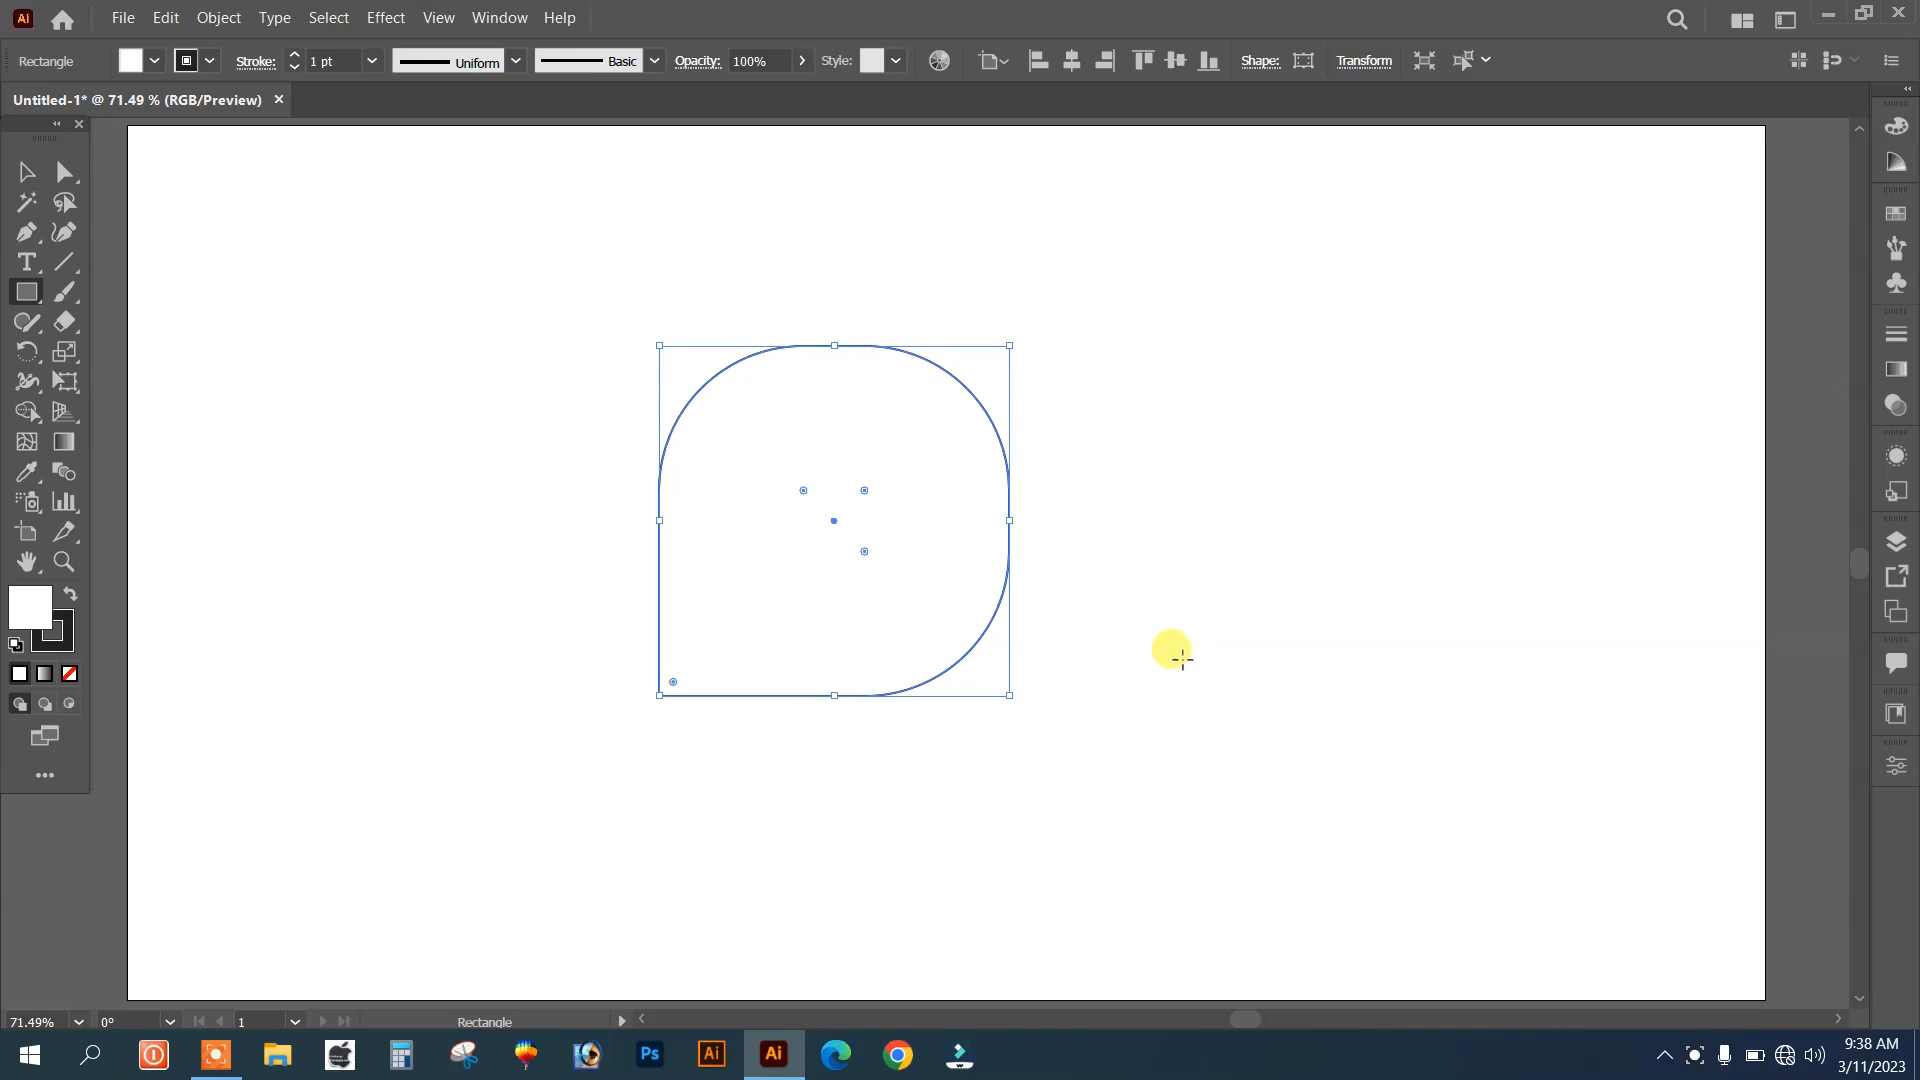 Ai File Edit Object Type Select Effect View Window Help
Rectangle Stroke: 1 pt Uniform Basic Opacity: 100% Style: Shape: Transform
Untitled-1* @ 71.49 % (RGB/Preview)
T
71.49% 0° 1 Rectangle
Ps Ai Ai
9:38 AM
3/11/2023